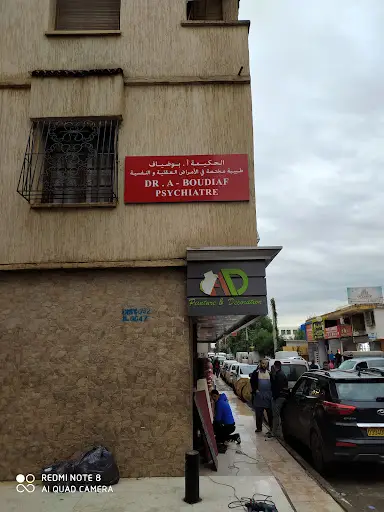 الحكيمة أ. بوضياف
طبيبة مختصة في الأمراض العقلية و النفسية
DR . A - BOUDIAF
PSYCHIATRE
AD
Peinture & Décoration
REDMI NOTE 8
AI QUAD CAMERA